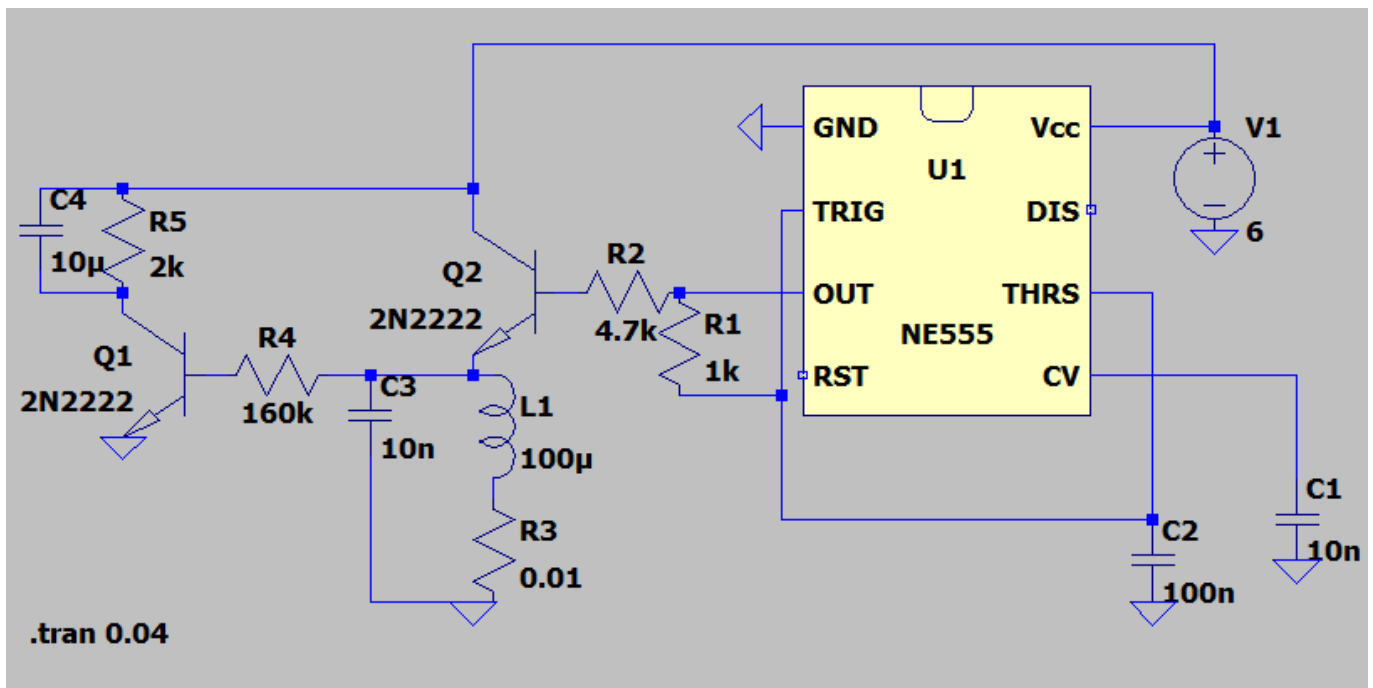 GND
Vcc
V1
U1
C4
R5
TRIG
DIS
6
10µ
2k
Q2
R2
OUT
THRS
2N2222
4.7k
R1
NE555
Q1
R4
1k
RST
CV
2N2222
C3
L1
160k
10n
100µ
C1
R3
C2
10n
0.01
100n
.tran 0.04